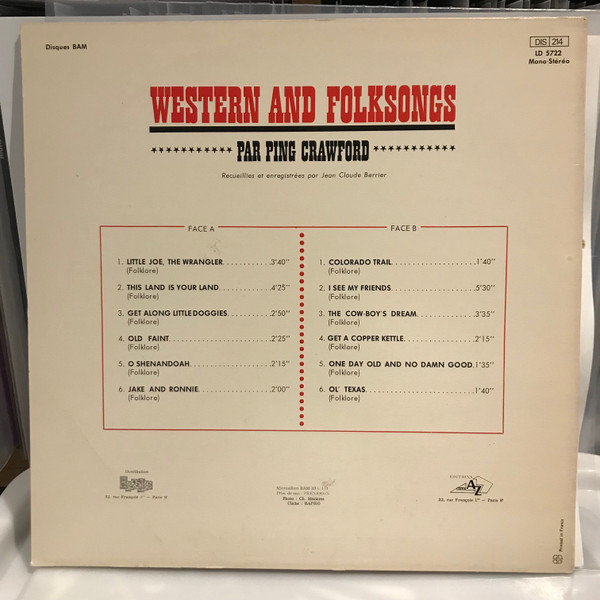 Disques BAM
DIS 214
LD 5722
Mono-Stéréo
WESTERN AND FOLKSONGS
PAR PING CRAWFORD
Recueillies et enregistrées par Jean Claude Berrier
FACE A
1. LITTLE JOE, THE WRANGLER............3'40"
(Folklore)
2. THIS LAND IS YOUR LAND............4'25"
(Folklore)
3. GET ALONG LITTLE DOGGIES...........2'50"
(Folklore)
4. OLD FAINT..................2'25"
(Folklore)
5. O SHENANDOAH..................2'15"
(Folklore)
6. JAKE AND RONNIE..................2'00"
(Folklore)
FACE B
1. COLORADO TRAIL..................1'40"
(Folklore)
2. I SEE MY FRIENDS..................5'30"
(Folklore)
3. THE COW-BOY'S DREAM..............3'35"
(Folklore)
4. GET A COPPER KETTLE...............2'15"
(Folklore)
5. ONE DAY OLD AND NO DAMN GOOD.1'35"
(Folklore)
6. OL' TEXAS..................1'40"
(Folklore)
AZ
Printed in France